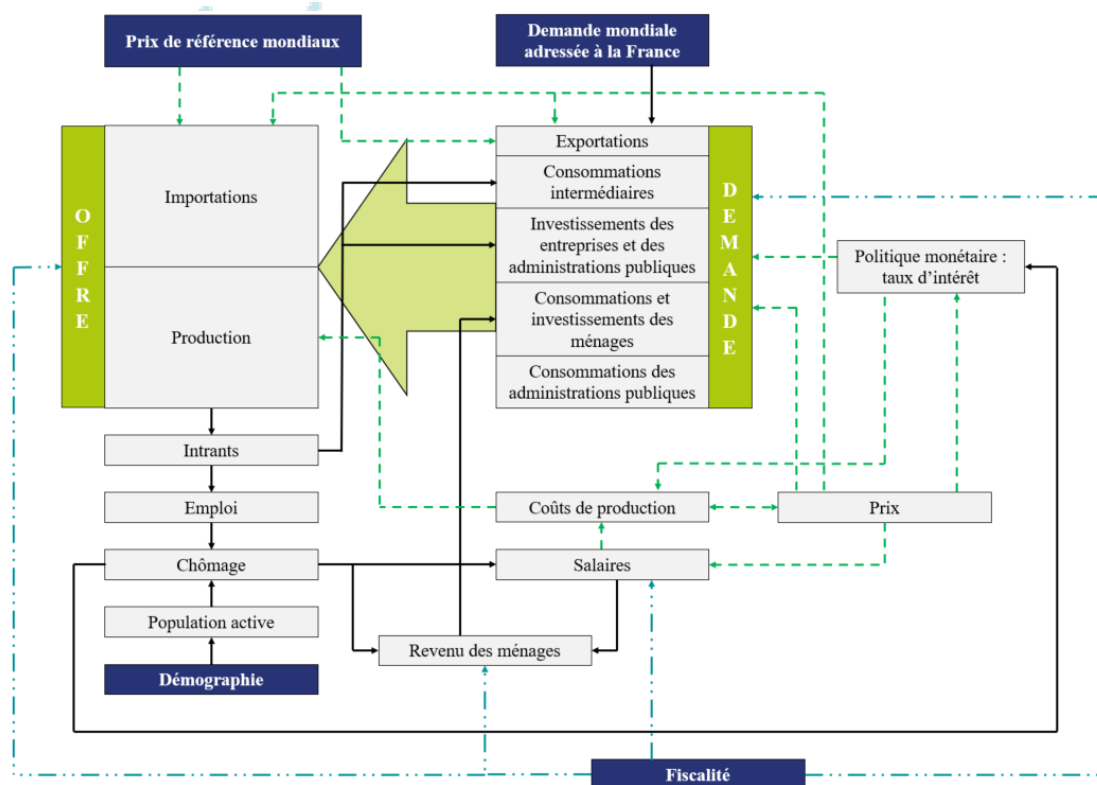 Prix de référence mondiaux
Demande mondiale
adressée à la France
OFFRE
Importations
Production
Exportations
Consommations
intermédiaires
Investissements des
entreprises et des
administrations publiques
Consommations et
investissements des
ménages
Consommations des
administrations publiques
DEMANDE
Politique monétaire :
taux d’intérêt
Intrants
Emploi
Coûts de production
Prix
Chômage
Salaires
Population active
Revenu des ménages
Démographie
Fiscalité